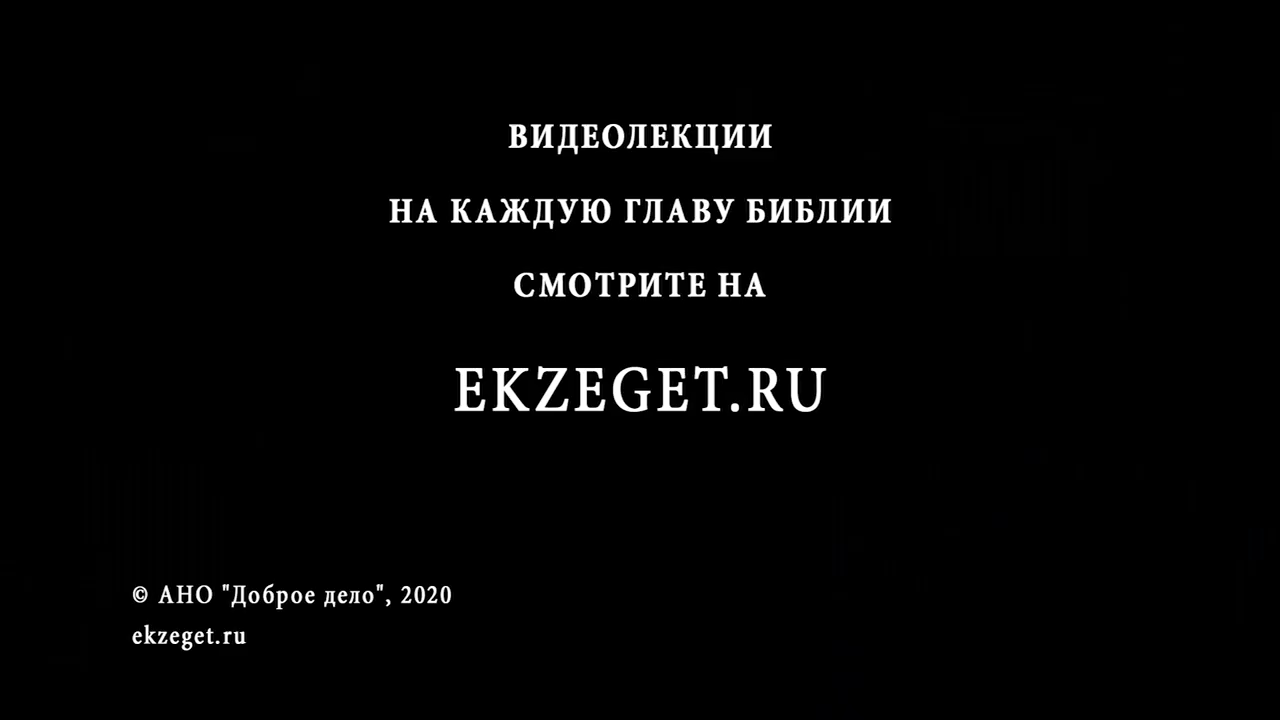 ВИДЕОЛЕКЦИИ
НА КАЖДУЮ ГЛАВУ БИБЛИИ
СМОТРИТЕ НА
EKZEGET.RU
© АНО "Доброе дело", 2020
ekzeget.ru